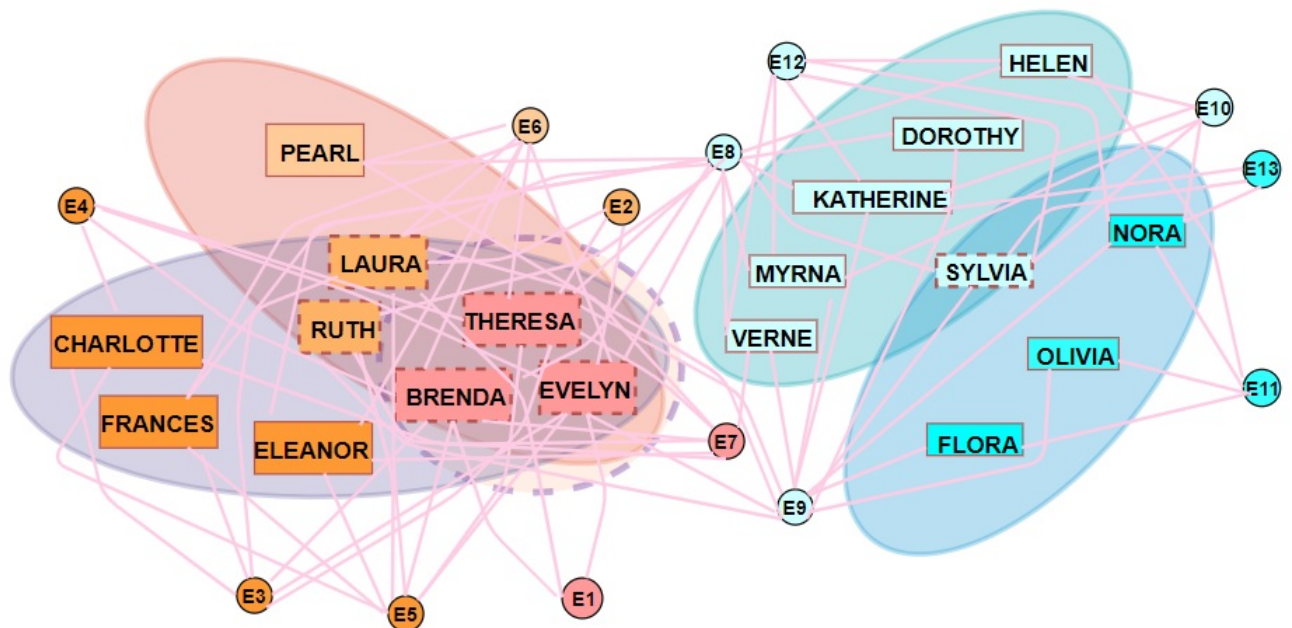 E12
HELEN
E10
E6
PEARL
DOROTHY
E8
E13
KATHERINE
E4
E2
NORA
LAURA
MYRNA
SYLVIA
RUTH
THERESA
CHARLOTTE
VERNE
OLIVIA
BRENDA
EVELYN
E11
FRANCES
ELEANOR
E7
FLORA
E9
E3
E5
E1